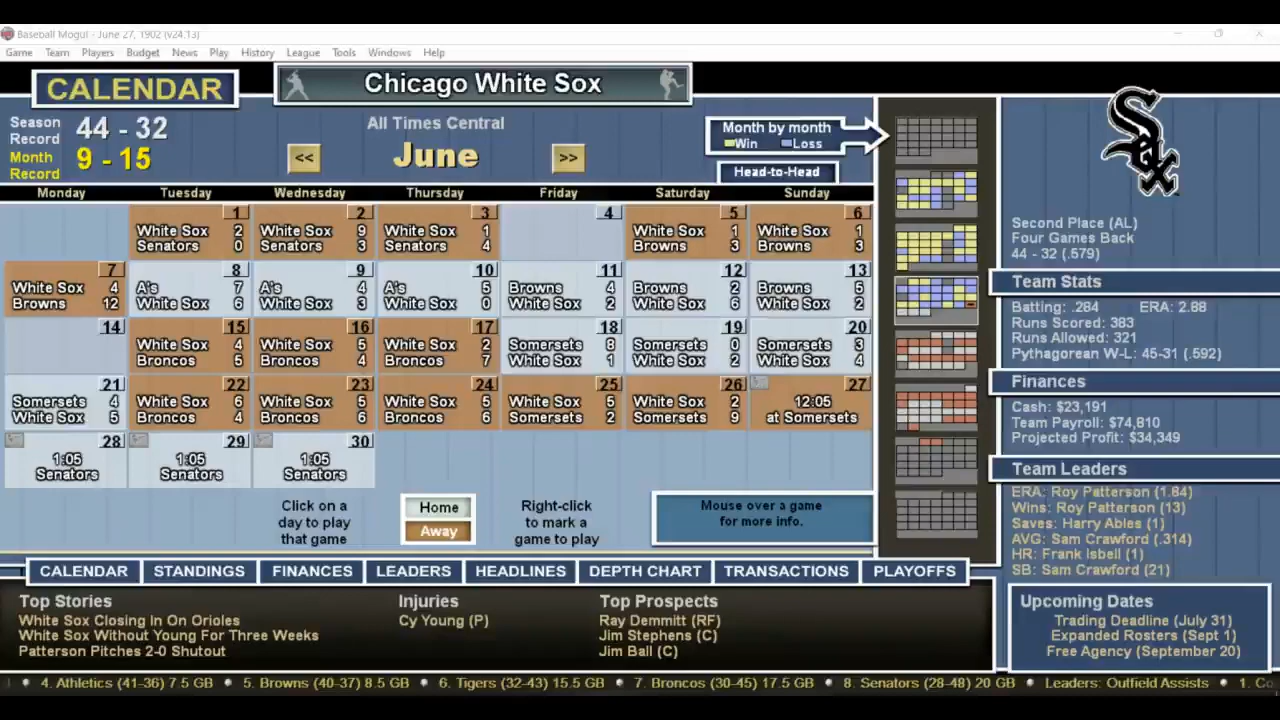 Baseball Mogul - June 27, 1902 (v24.13)
Game Team Players Budget News Play History League Tools Windows Help
CALENDAR
Chicago White Sox
Season Record 44 - 32
Month Record 9 - 15
All Times Central
<< June >>
Month by month
Win Loss
Head-to-Head
Monday Tuesday Wednesday Thursday Friday Saturday Sunday
1 White Sox 2 Senators 0
2 White Sox 9 Senators 3
3 White Sox 1 Senators 4
4
5 White Sox 1 Browns 3
6 White Sox 1 Browns 3
7 White Sox 4 Browns 12
8 A's 7 White Sox 6
9 A's 4 White Sox 3
10 A's 5 White Sox 0
11 Browns 4 White Sox 2
12 Browns 2 White Sox 6
13 Browns 5 White Sox 2
14
15 White Sox 4 Broncos 5
16 White Sox 5 Broncos 4
17 White Sox 2 Broncos 7
18 Somersets 8 White Sox 1
19 Somersets 0 White Sox 2
20 Somersets 3 White Sox 4
21 Somersets 4 White Sox 5
22 White Sox 6 Broncos 4
23 White Sox 5 Broncos 6
24 White Sox 5 Broncos 6
25 White Sox 5 Somersets 2
26 White Sox 2 Somersets 9
27 12:05 at Somersets
28 1:05 Senators
29 1:05 Senators
30 1:05 Senators
Click on a day to play that game
Home
Away
Right-click to mark a game to play
Mouse over a game for more info.
Sox
Second Place (AL)
Four Games Back
44 - 32 (.579)
Team Stats
Batting: .284 ERA: 2.88
Runs Scored: 383
Runs Allowed: 321
Pythagorean W-L: 45-31 (.592)
Finances
Cash: $23,191
Team Payroll: $74,810
Projected Profit: $34,349
Team Leaders
ERA: Roy Patterson (1.84)
Wins: Roy Patterson (13)
Saves: Harry Ables (1)
AVG: Sam Crawford (.314)
HR: Frank Isbell (1)
SB: Sam Crawford (21)
CALENDAR STANDINGS FINANCES LEADERS HEADLINES DEPTH CHART TRANSACTIONS PLAYOFFS
Top Stories
White Sox Closing In On Orioles
White Sox Without Young For Three Weeks
Patterson Pitches 2-0 Shutout
Injuries
Cy Young (P)
Top Prospects
Ray Demmitt (RF)
Jim Stephens (C)
Jim Ball (C)
Upcoming Dates
Trading Deadline (July 31)
Expanded Rosters (Sept 1)
Free Agency (September 20)
4. Athletics (41-36) 7.5 GB 5. Browns (40-37) 8.5 GB 6. Tigers (32-43) 15.5 GB 7. Broncos (30-45) 17.5 GB 8. Senators (28-48) 20 GB Leaders: Outfield Assists 1.